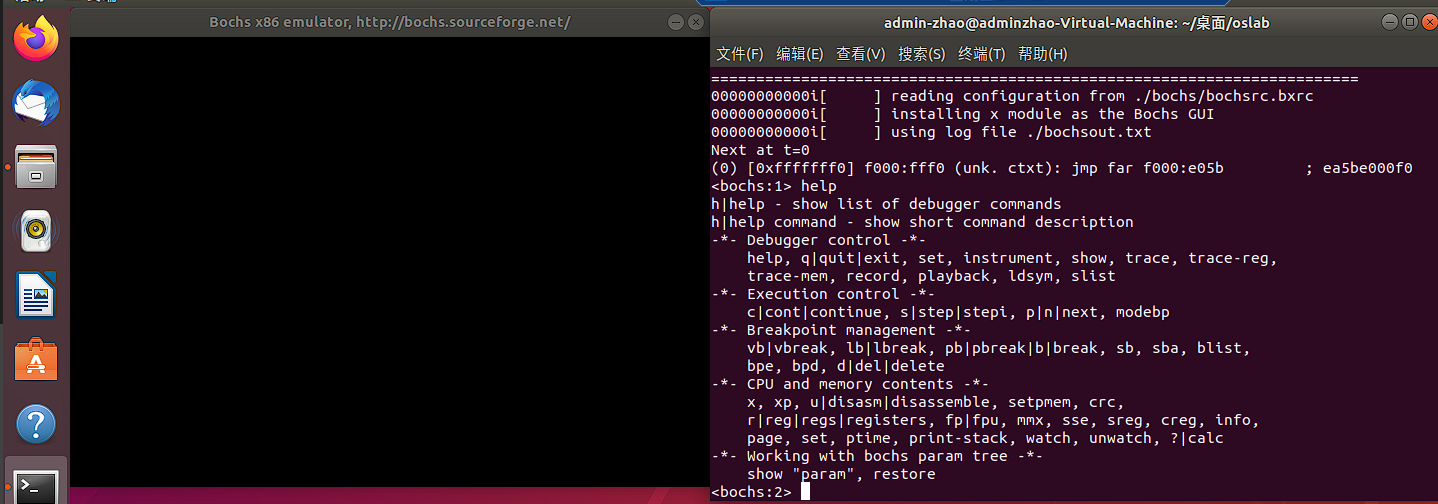 Bochs x86 emulator, http://bochs.sourceforge.net/
admin-zhao@adminzhao-Virtual-Machine: ~/桌面/oslab
文件(F) 编辑(E) 查看(V) 搜索(S) 终端(T) 帮助(H)
========================================================================
00000000000i[     ] reading configuration from ./bochs/bochsrc.bxrc
00000000000i[     ] installing x module as the Bochs GUI
00000000000i[     ] using log file ./bochsout.txt
Next at t=0
(0) [0xfffffff0] f000:fff0 (unk. ctxt): jmp far f000:e05b         ; ea5be000f0
<bochs:1> help
h|help - show list of debugger commands
h|help command - show short command description
-*- Debugger control -*-
    help, q|quit|exit, set, instrument, show, trace, trace-reg,
    trace-mem, record, playback, ldsym, slist
-*- Execution control -*-
    c|cont|continue, s|step|stepi, p|n|next, modebp
-*- Breakpoint management -*-
    vb|vbreak, lb|lbreak, pb|pbreak|b|break, sb, sba, blist,
    bpe, bpd, d|del|delete
-*- CPU and memory contents -*-
    x, xp, u|disasm|disassemble, setpmem, crc,
    r|reg|regs|registers, fp|fpu, mmx, sse, sreg, creg, info,
    page, set, ptime, print-stack, watch, unwatch, ?|calc
-*- Working with bochs param tree -*-
    show "param", restore
<bochs:2>